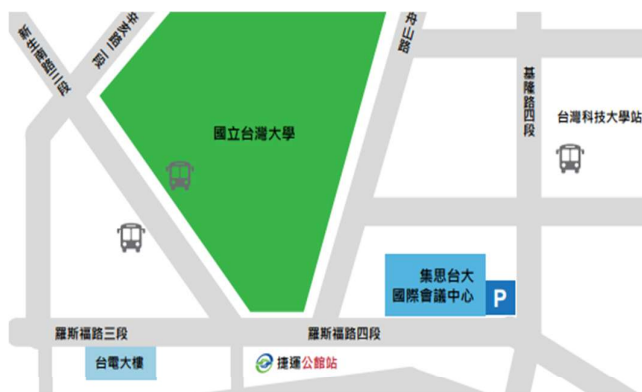 新生南路三段
辛亥路二段
舟山路
基隆路四段
台灣科技大學站
國立台灣大學
集思台大
國際會議中心
P
羅斯福路三段
羅斯福路四段
台電大樓
捷運公館站